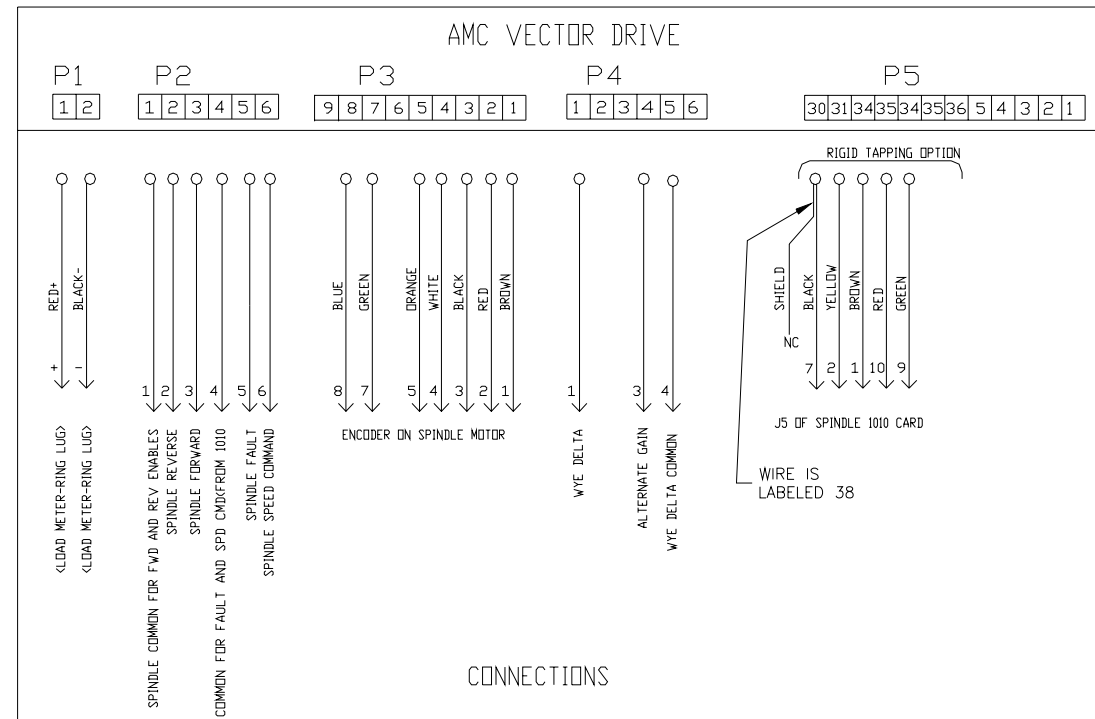 AMC VECTOR DRIVE
P1 P2 P3 P4 P5
1 2 1 2 3 4 5 6 9 8 7 6 5 4 3 2 1 1 2 3 4 5 6 30 31 34 35 34 35 36 5 4 3 2 1
RIGID TAPPING OPTION
RED+
BLACK-
BLUE
GREEN
ORANGE
WHITE
BLACK
RED
BROWN
SHIELD
BLACK
YELLOW
BROWN
RED
GREEN
NC
+ - 1 2 3 4 5 6 8 7 5 4 3 2 1 1 3 4 7 2 1 10 9
<LOAD METER-RING LUG>
<LOAD METER-RING LUG>
SPINDLE COMMON FOR FWD AND REV ENABLES
SPINDLE REVERSE
SPINDLE FORWARD
COMMON FOR FAULT AND SPD CMD<FROM 1010
SPINDLE FAULT
SPINDLE SPEED COMMAND
ENCODER ON SPINDLE MOTOR
WYE DELTA
ALTERNATE GAIN
WYE DELTA COMMON
J5 OF SPINDLE 1010 CARD
WIRE IS
LABELED 38
CONNECTIONS